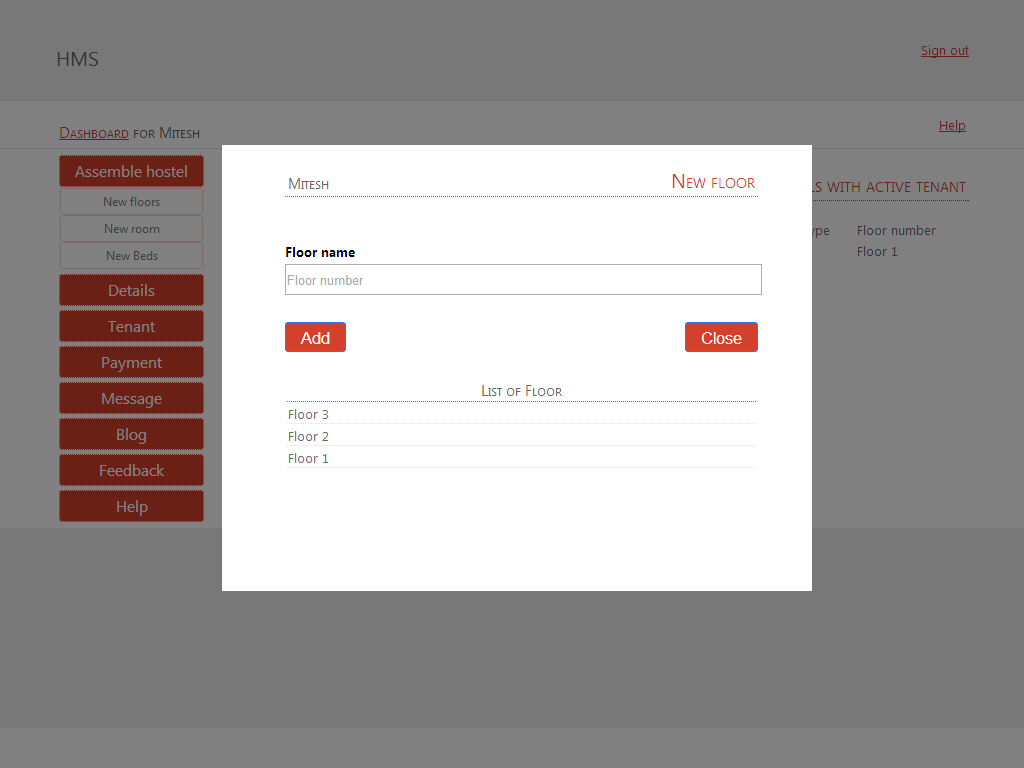 HMS
Sign out
Dashboard for Mitesh
Help
Assemble hostel
New floors
New room
New Beds
Details
Tenant
Payment
Message
Blog
Feedback
Help
Mitesh
New floor
Floor name
Floor number
Add
Close
List of Floor
Floor 3
Floor 2
Floor 1
with active tenant
Floor number
Floor 1